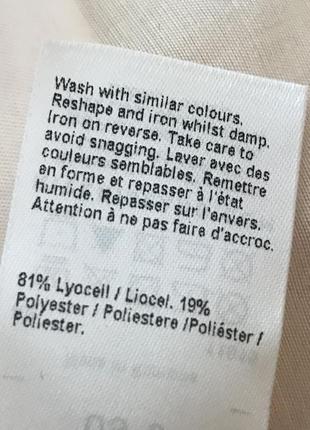 Wash with similar colours.
Reshape and iron whilst damp.
Iron on reverse. Take care to
avoid snagging. Laver avec des
couleurs semblables. Remettre
en forme et repasser à l'état
humide. Repasser sur l'envers.
Attention à ne pas faire d'accroc.
81% Lyocell / Liocel. 19%
Polyester / Poliestere /Poliéster /
Poliester.